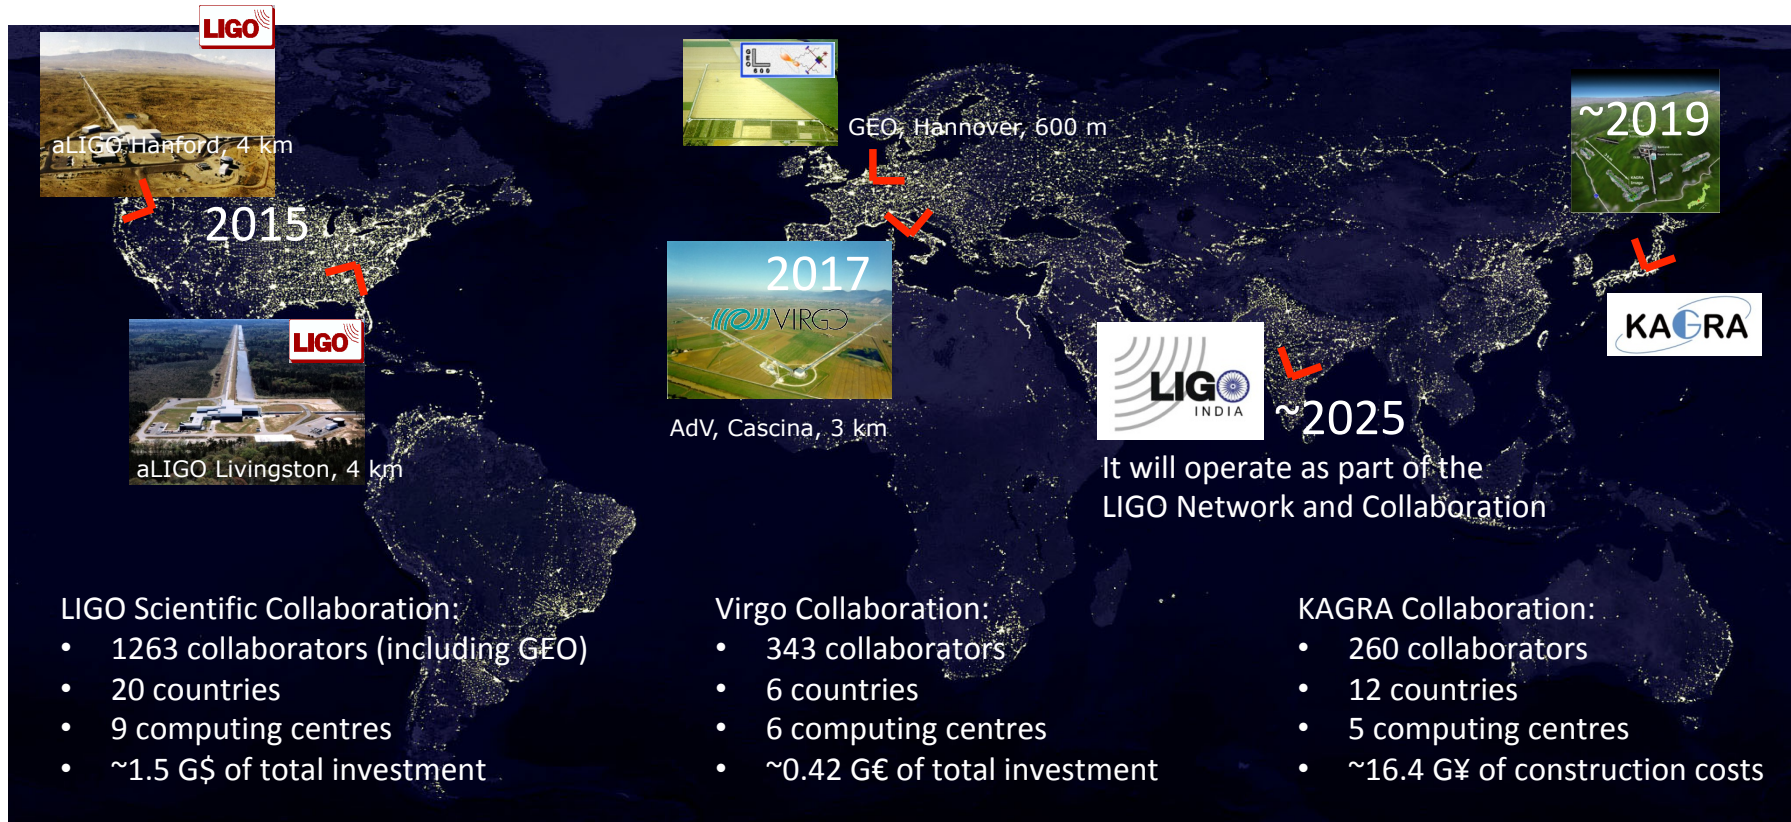 LIGO
aLIGO Hanford, 4 km
2015
LIGO
aLIGO Livingston, 4 km
GEO
600
GEO, Hannover, 600 m
2017
VIRGO
AdV, Cascina, 3 km
~2019
KAGRA
LIGO
INDIA
~2025
It will operate as part of the
LIGO Network and Collaboration
LIGO Scientific Collaboration:
• 1263 collaborators (including GEO)
• 20 countries
• 9 computing centres
• ~1.5 G$ of total investment
Virgo Collaboration:
• 343 collaborators
• 6 countries
• 6 computing centres
• ~0.42 G€ of total investment
KAGRA Collaboration:
• 260 collaborators
• 12 countries
• 5 computing centres
• ~16.4 G¥ of construction costs